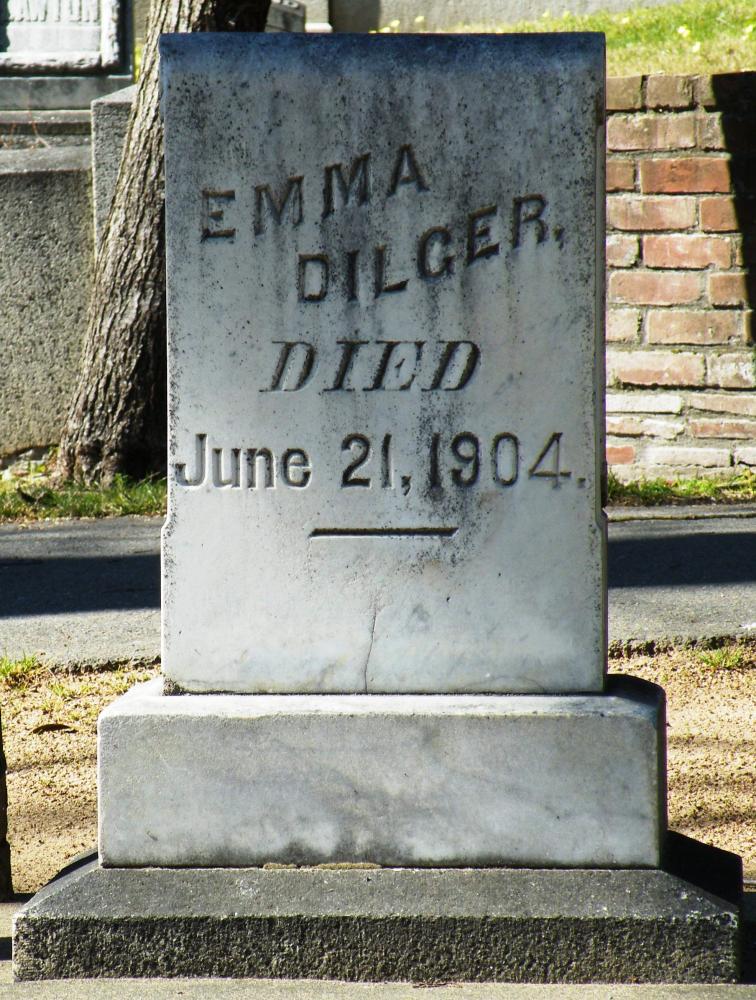 EMMA
DILGER,
DIED
June 21, 1904.